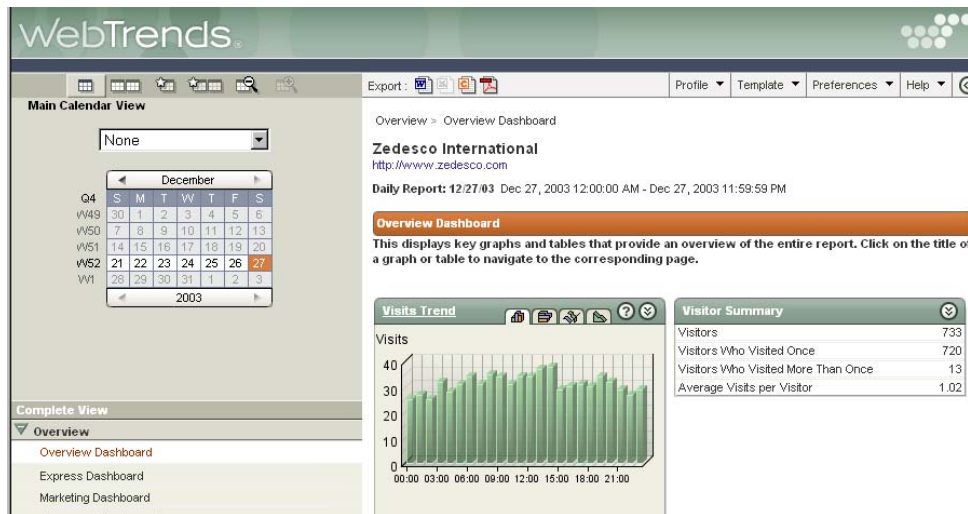 WebTrends®
Export :
Profile
Template
Preferences
Help
Main Calendar View
None
December
Q4 S M T W T F S
W49 30 1 2 3 4 5 6
W50 7 8 9 10 11 12 13
W51 14 15 16 17 18 19 20
W52 21 22 23 24 25 26 27
W1 28 29 30 31 1 2 3
2003
Complete View
Overview
Overview Dashboard
Express Dashboard
Marketing Dashboard
Overview > Overview Dashboard
Zedesco International
http://www.zedesco.com
Daily Report: 12/27/03 Dec 27, 2003 12:00:00 AM - Dec 27, 2003 11:59:59 PM
Overview Dashboard
This displays key graphs and tables that provide an overview of the entire report. Click on the title of
a graph or table to navigate to the corresponding page.
Visits Trend
?
Visits
40
30
20
10
0
00:00 03:00 06:00 09:00 12:00 15:00 18:00 21:00
Visitor Summary
Visitors 733
Visitors Who Visited Once 720
Visitors Who Visited More Than Once 13
Average Visits per Visitor 1.02